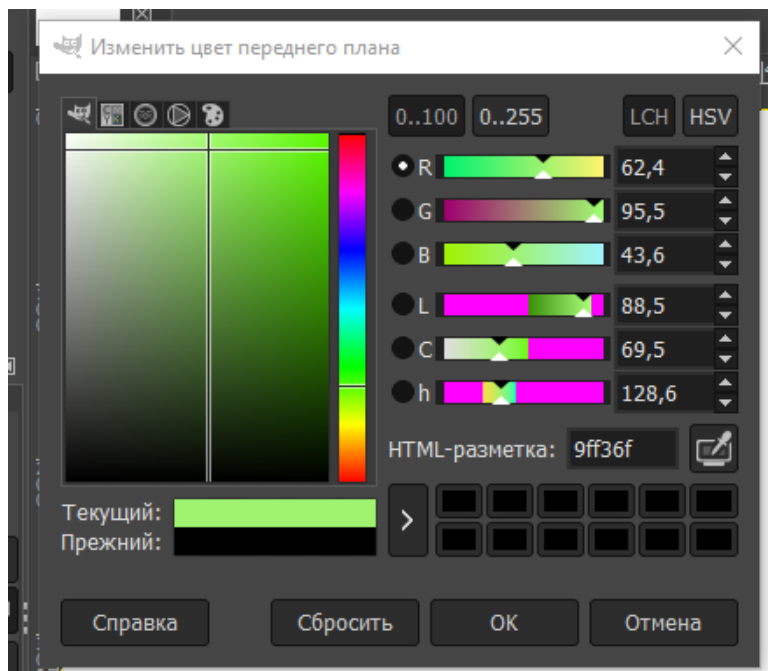 Изменить цвет переднего плана
0..100 0..255 LCH HSV
R 62,4
G 95,5
B 43,6
L 88,5
C 69,5
h 128,6
HTML-разметка: 9ff36f
Текущий:
Прежний:
Справка Сбросить OK Отмена